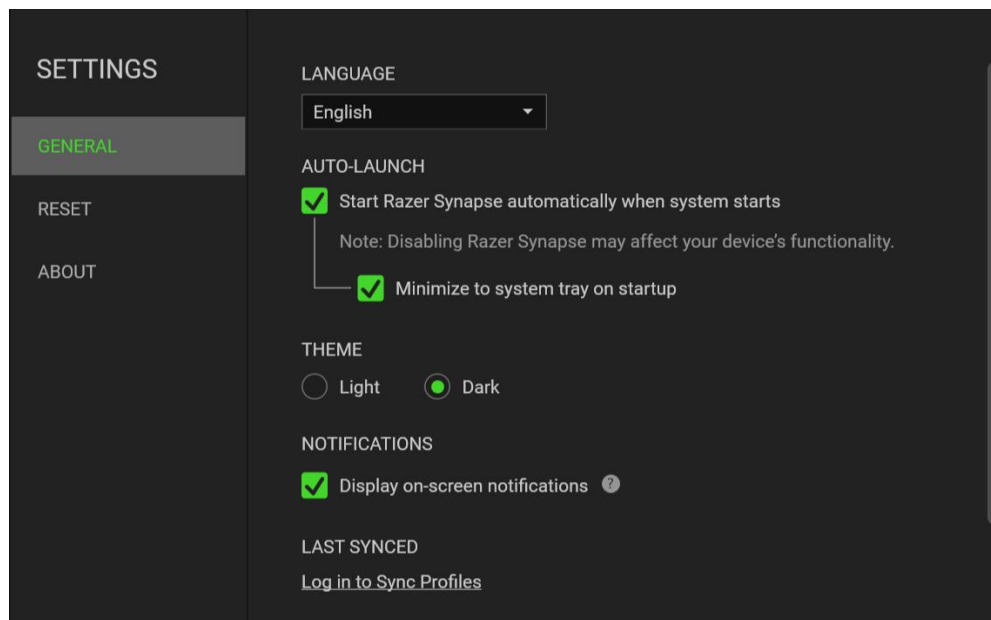 SETTINGS
GENERAL
RESET
ABOUT
LANGUAGE
English
AUTO-LAUNCH
Start Razer Synapse automatically when system starts
Note: Disabling Razer Synapse may affect your device’s functionality.
Minimize to system tray on startup
THEME
Light Dark
NOTIFICATIONS
Display on-screen notifications ?
LAST SYNCED
Log in to Sync Profiles